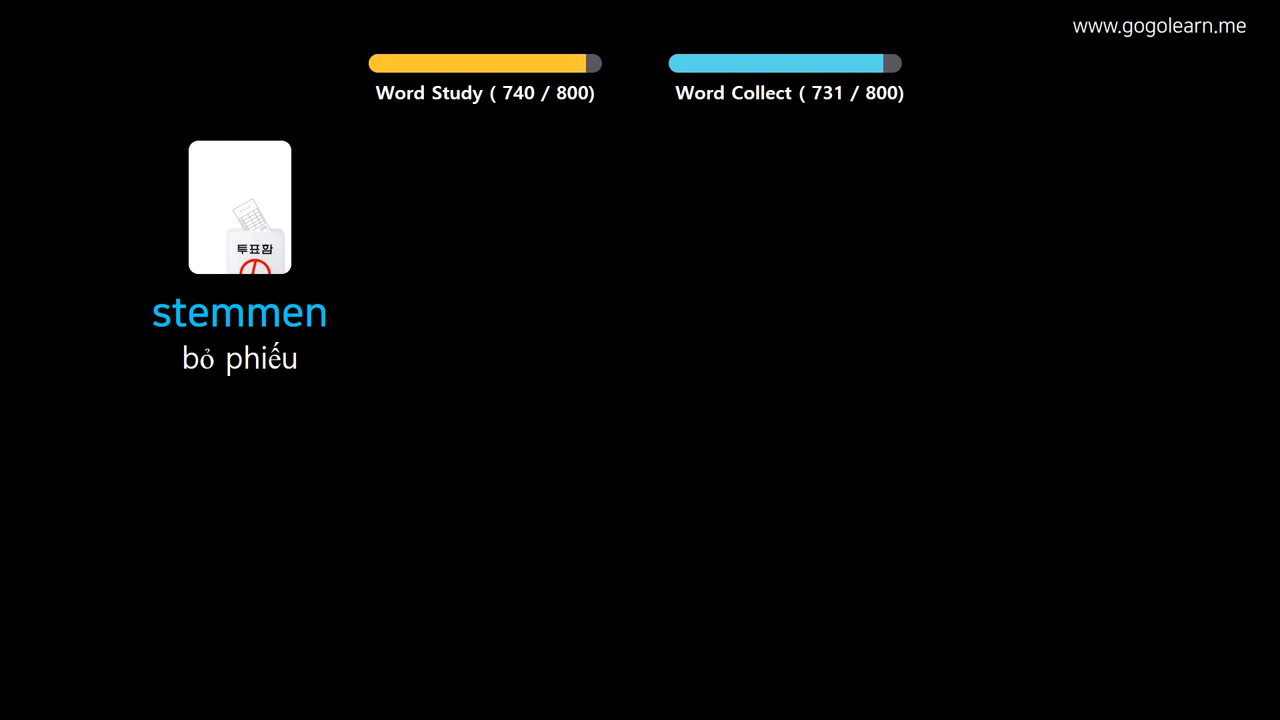 www.gogolearn.me
Word Study ( 740 / 800)
Word Collect ( 731 / 800)
투표함
stemmen
bỏ phiếu